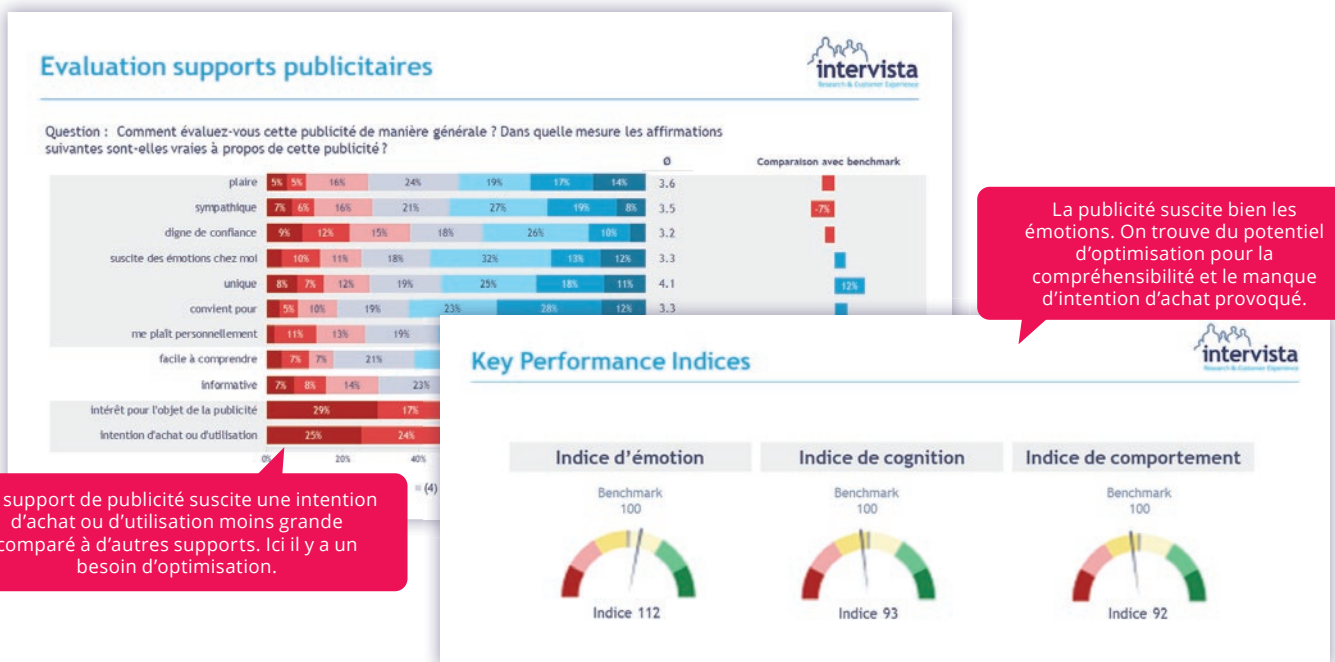 Evaluation supports publicitaires
intervista
Research & Customer Experience
Question : Comment évaluez-vous cette publicité de manière générale ? Dans quelle mesure les affirmations
suivantes sont-elles vraies à propos de cette publicité ?
Ø Comparaison avec benchmark
plaire 5% 5% 16% 24% 19% 17% 14% 3.6
sympathique 7% 6% 16% 21% 27% 19% 8% 3.5 -7%
digne de confiance 9% 12% 15% 18% 26% 10% 3.2
suscite des émotions chez moi 10% 11% 18% 32% 13% 12% 3.3
unique 8% 7% 12% 19% 25% 18% 11% 4.1 12%
convient pour 5% 10% 19% 23% 28% 12% 3.3
me plaît personnellement 11% 13% 19%
facile à comprendre 7% 7% 21%
informative 7% 8% 14% 23%
intérêt pour l'objet de la publicité 29% 17%
intention d'achat ou d'utilisation 25% 24%
0% 20% 40%
(4)
support de publicité suscite une intention
d'achat ou d'utilisation moins grande
comparé à d'autres supports. Ici il y a un
besoin d'optimisation.
La publicité suscite bien les
émotions. On trouve du potentiel
d'optimisation pour la
compréhensibilité et le manque
d'intention d'achat provoqué.
Key Performance Indices
intervista
Research & Customer Experience
Indice d'émotion
Benchmark
100
Indice 112
Indice de cognition
Benchmark
100
Indice 93
Indice de comportement
Benchmark
100
Indice 92